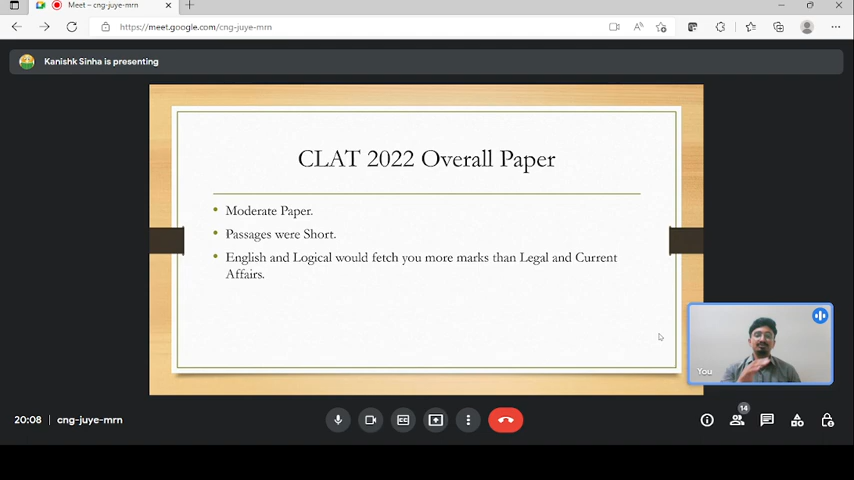 Meet – cng-juye-mrn
https://meet.google.com/cng-juye-mrn
Kanishk Sinha is presenting
CLAT 2022 Overall Paper
• Moderate Paper.
• Passages were Short.
• English and Logical would fetch you more marks than Legal and Current
Affairs.
You
20:08 | cng-juye-mrn
14